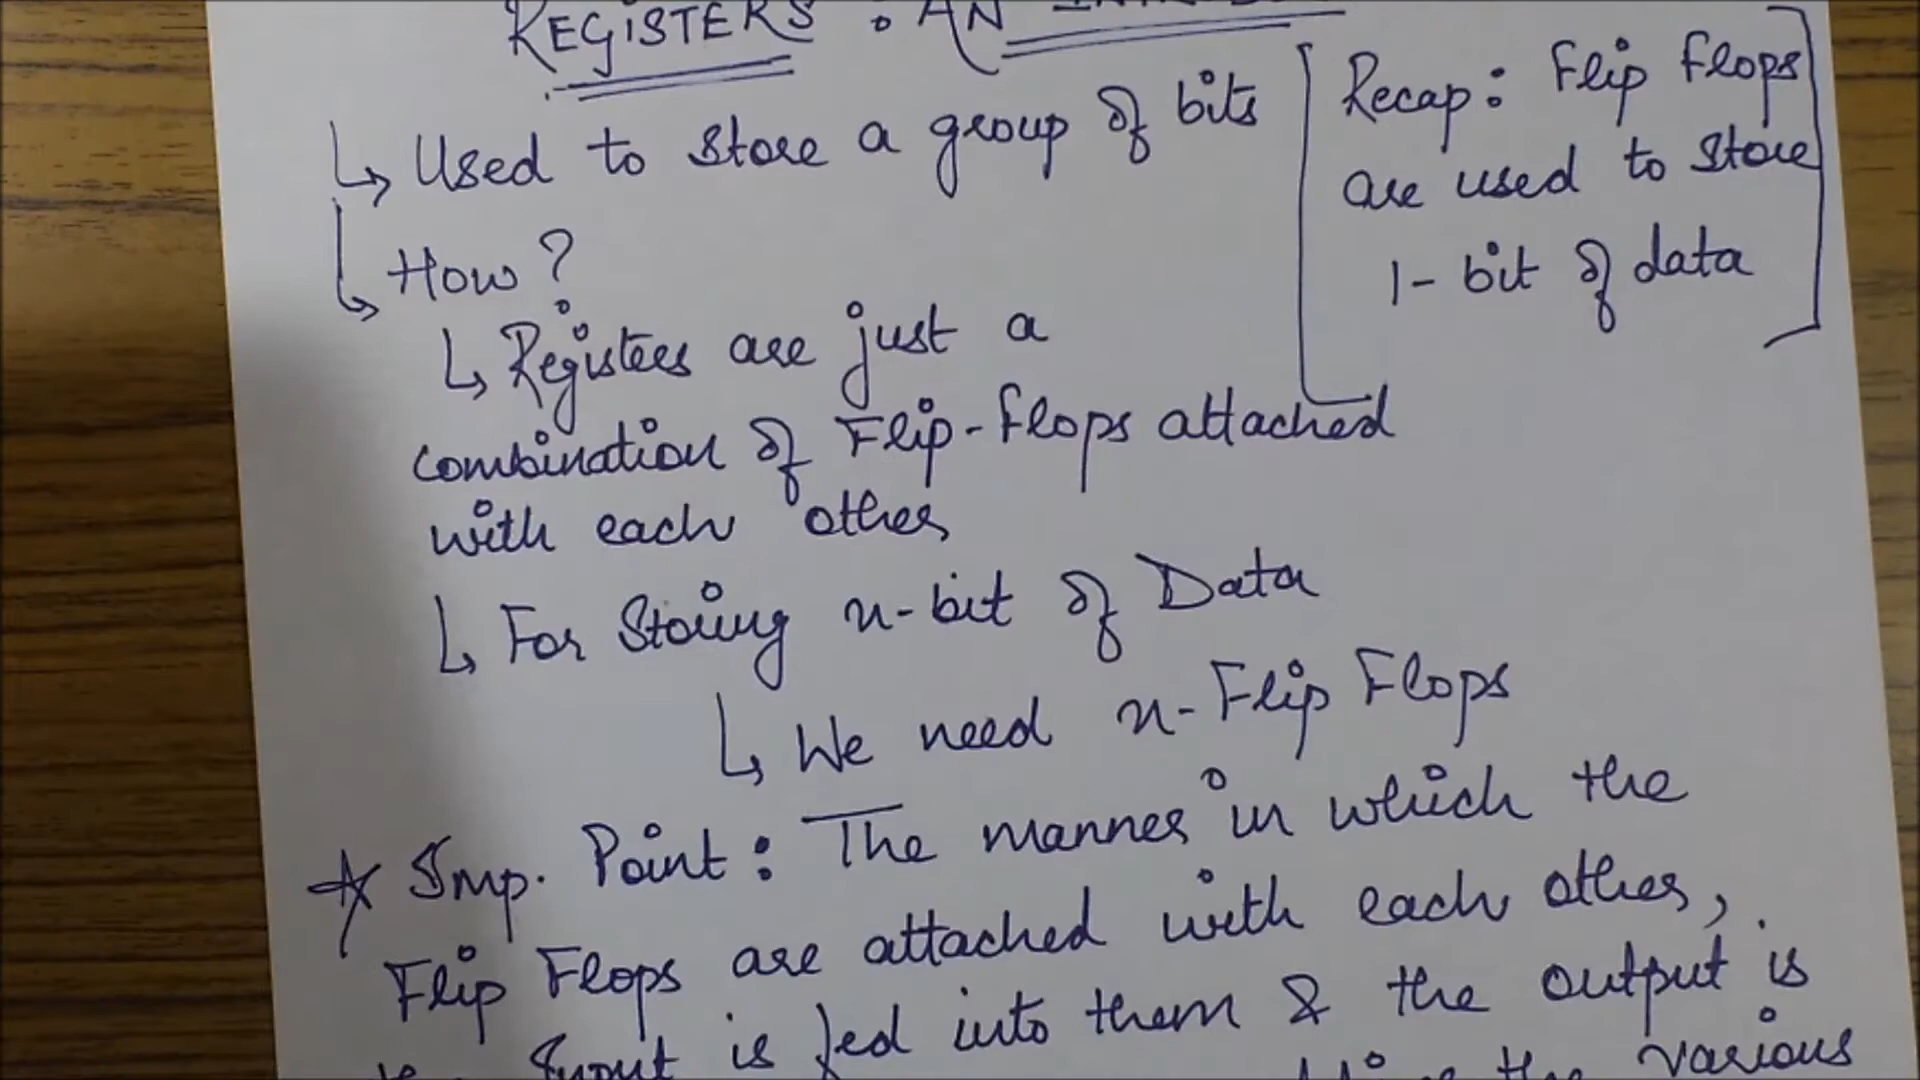 REGISTERS : AN
Used to store a group of bits
How?
Registers are just a
combination of Flip-Flops attached
with each other
For Storing n-bit of Data
We need n-Flip Flops
Imp. Point : The manner in which the
Flip Flops are attached with each other,
Input is fed into them & the output is
the various
[Recap: Flip Flops
are used to store
1-bit of data]